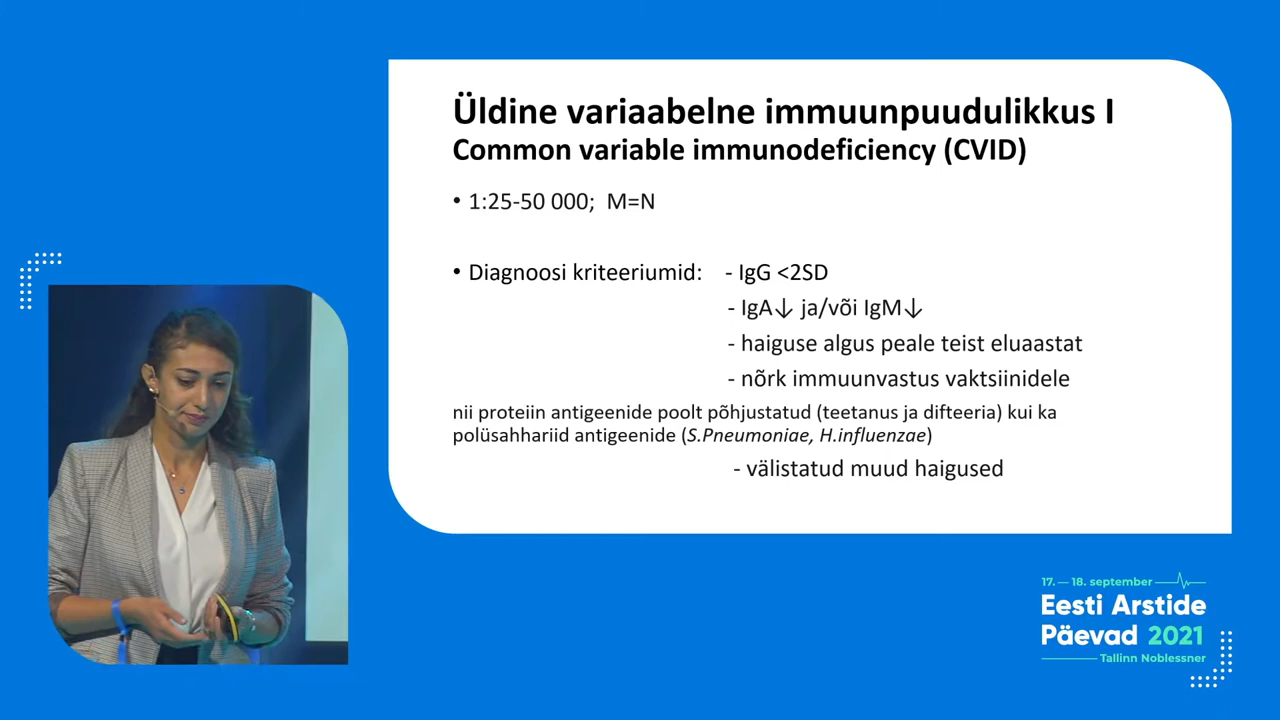 Üldine variaabelne immuunpuudulikkus I
Common variable immunodeficiency (CVID)
• 1:25-50 000;  M=N
• Diagnoosi kriteeriumid:    - IgG <2SD
- IgA↓ ja/või IgM↓
- haiguse algus peale teist eluaastat
- nõrk immuunvastus vaktsiinidele
nii proteiin antigeenide poolt põhjustatud (teetanus ja difteeria) kui ka
polüsahhariid antigeenide (S.Pneumoniae, H.influenzae)
- välistatud muud haigused
17. — 18. september
Eesti Arstide
Päevad 2021
Tallinn Noblessner